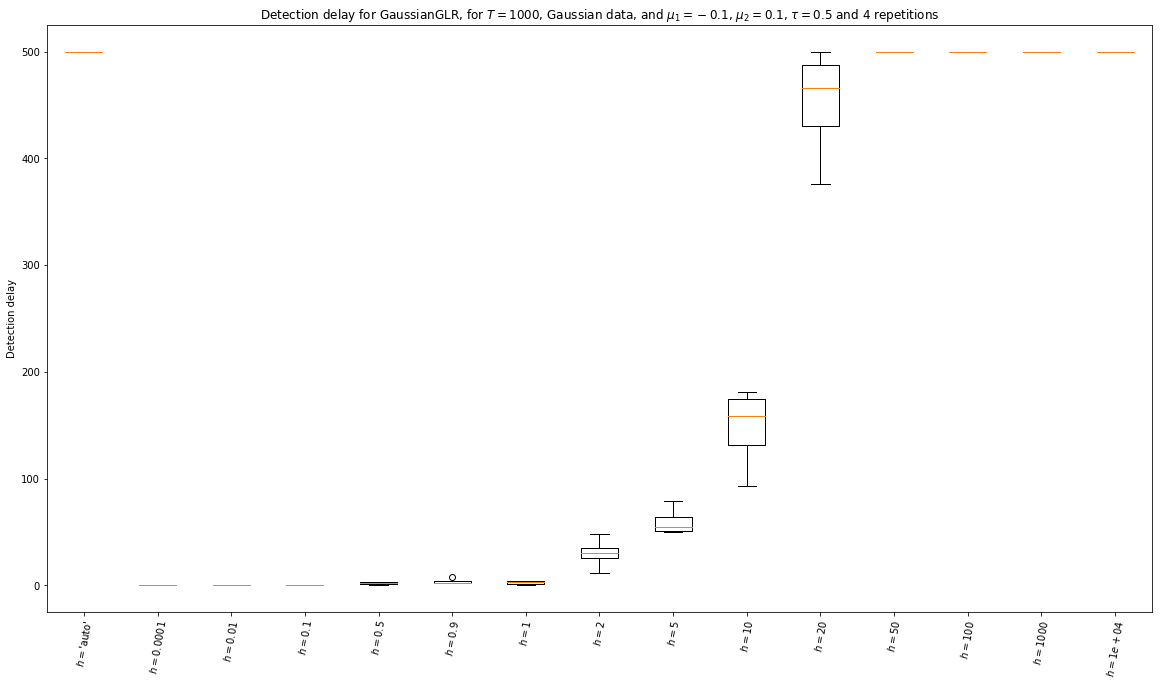 Detection delay for GaussianGLR, for T = 1000, Gaussian data, and μ₁ = − 0.1, μ₂ = 0.1, τ = 0.5 and 4 repetitions
500
400
300
200
100
0
Detection delay
h = 'auto'
h = 0.0001
h = 0.01
h = 0.1
h = 0.5
h = 0.9
h = 1
h = 2
h = 5
h = 10
h = 20
h = 50
h = 100
h = 1000
h = 1e + 04